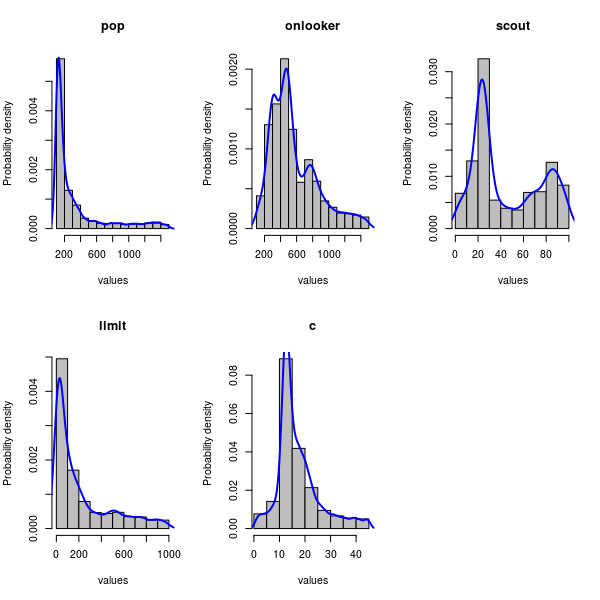 pop
Probability density
0.000 0.002 0.004
200 600 1000
values
onlooker
Probability density
0.0000 0.0010 0.0020
200 600 1000
values
scout
Probability density
0.000 0.010 0.020 0.030
0 20 40 60 80
values
limit
Probability density
0.000 0.002 0.004
0 200 600 1000
values
c
Probability density
0.00 0.02 0.04 0.06 0.08
0 10 20 30 40
values